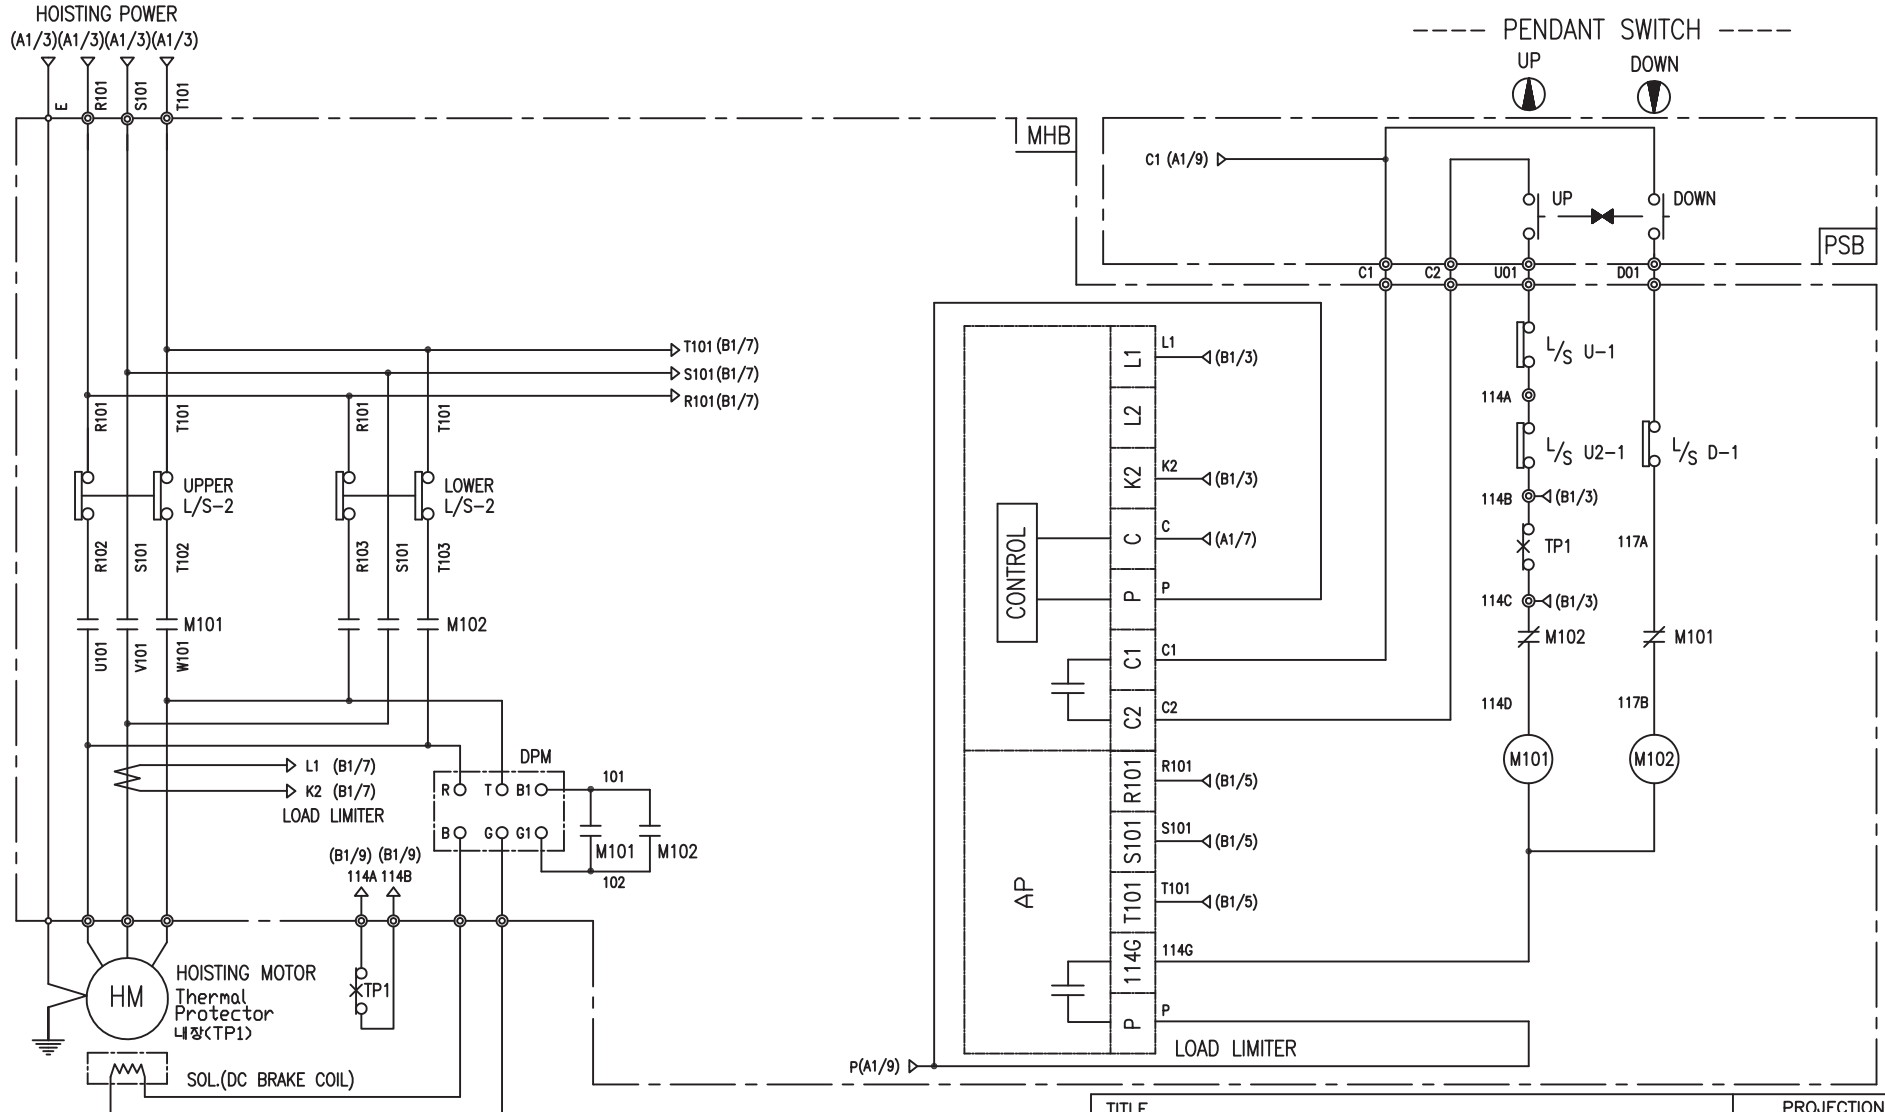 HOISTING POWER
(A1/3)(A1/3)(A1/3)(A1/3)
E
R101
S101
T101
MHB
PENDANT SWITCH
UP
DOWN
C1 (A1/9)
UP
DOWN
PSB
C1
C2
U01
D01
T101(B1/7)
S101(B1/7)
R101(B1/7)
R101
T101
R101
T101
UPPER
L/S-2
LOWER
L/S-2
R102
S101
T102
R103
S101
T103
M101
M102
U101
V101
W101
L1 (B1/7)
K2 (B1/7)
LOAD LIMITER
DPM
R
T
B1
B
G
G1
101
M101
M102
102
(B1/9) (B1/9)
114A 114B
HM
HOISTING MOTOR
Thermal
Protector
내장(TP1)
TP1
SOL.(DC BRAKE COIL)
CONTROL
AP
L1
L1
(B1/3)
L2
K2
K2
(B1/3)
C
C
(A1/7)
P
P
C1
C1
C2
C2
R101
R101
(B1/5)
S101
S101
(B1/5)
T101
T101
(B1/5)
114G
114G
P
P
LOAD LIMITER
P(A1/9)
L/S U-1
114A
L/S U2-1
L/S D-1
114B
(B1/3)
TP1
117A
114C
(B1/3)
M102
M101
114D
117B
M101
M102
TITLE
PROJECTION